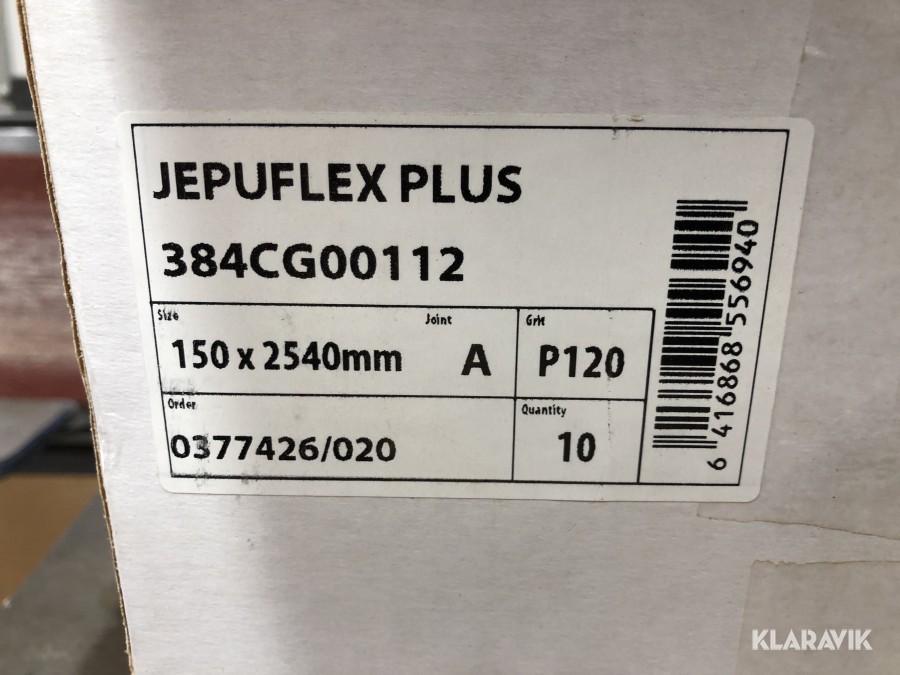 JEPUFLEX PLUS
384CG00112
Size
Joint
Grit
150 x 2540mm
A
P120
Order
Quantity
0377426/020
10
6 416868 556940
KLARAVIK